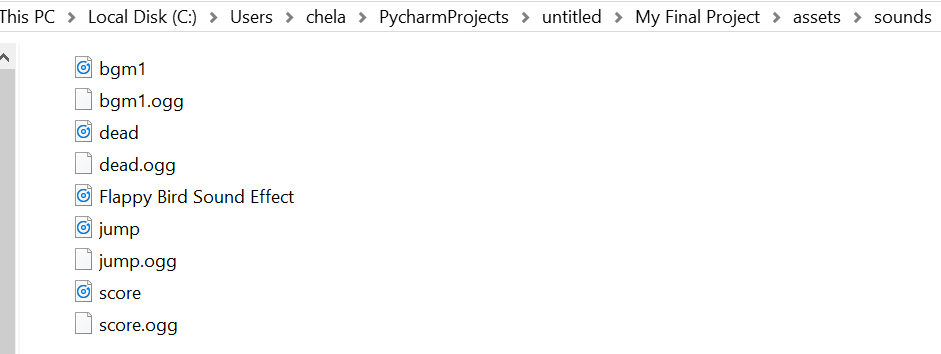 This PC > Local Disk (C:) > Users > chela > PycharmProjects > untitled > My Final Project > assets > sounds
bgm1
bgm1.ogg
dead
dead.ogg
Flappy Bird Sound Effect
jump
jump.ogg
score
score.ogg